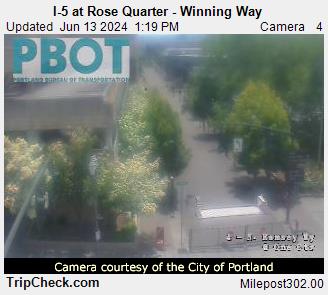 I-5 at Rose Quarter - Winning Way
Updated Jun 13 2024 1:19 PM Camera 4
PBOT
PORTLAND BUREAU OF TRANSPORTATION
Camera courtesy of the City of Portland
TripCheck.com Milepost302.00